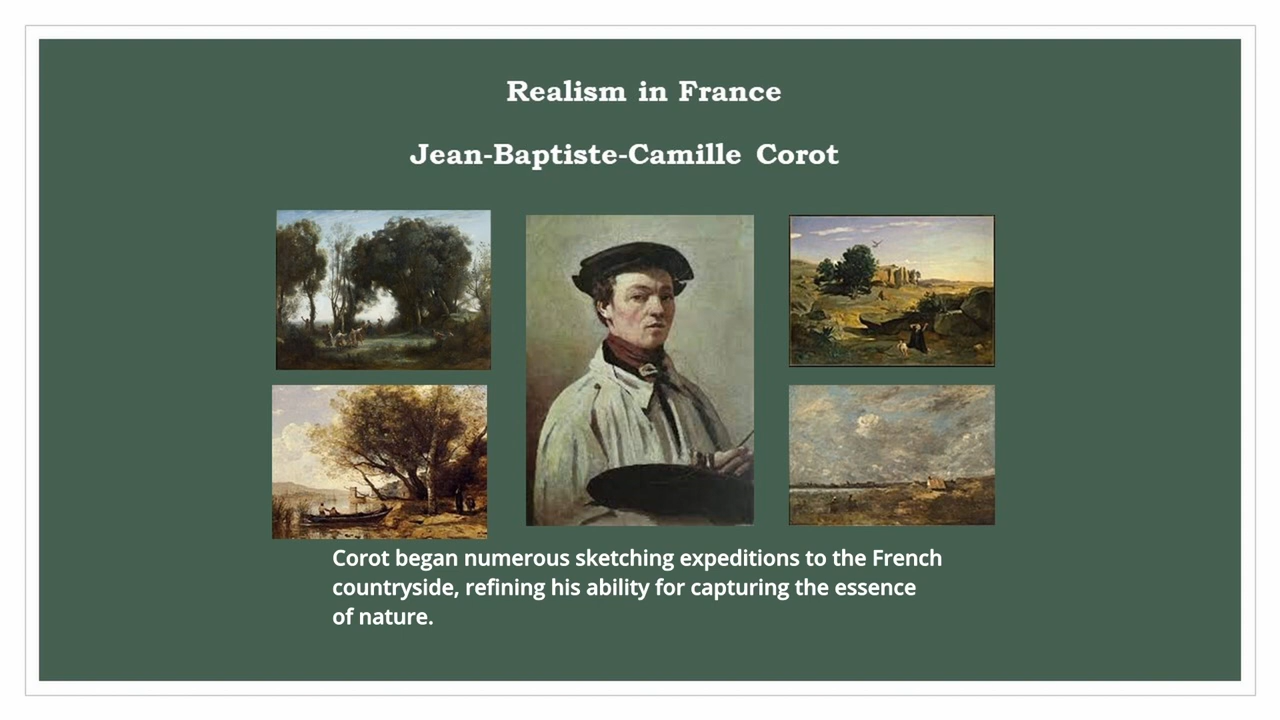 Realism in France
Jean-Baptiste-Camille Corot
Corot began numerous sketching expeditions to the French
countryside, refining his ability for capturing the essence
of nature.